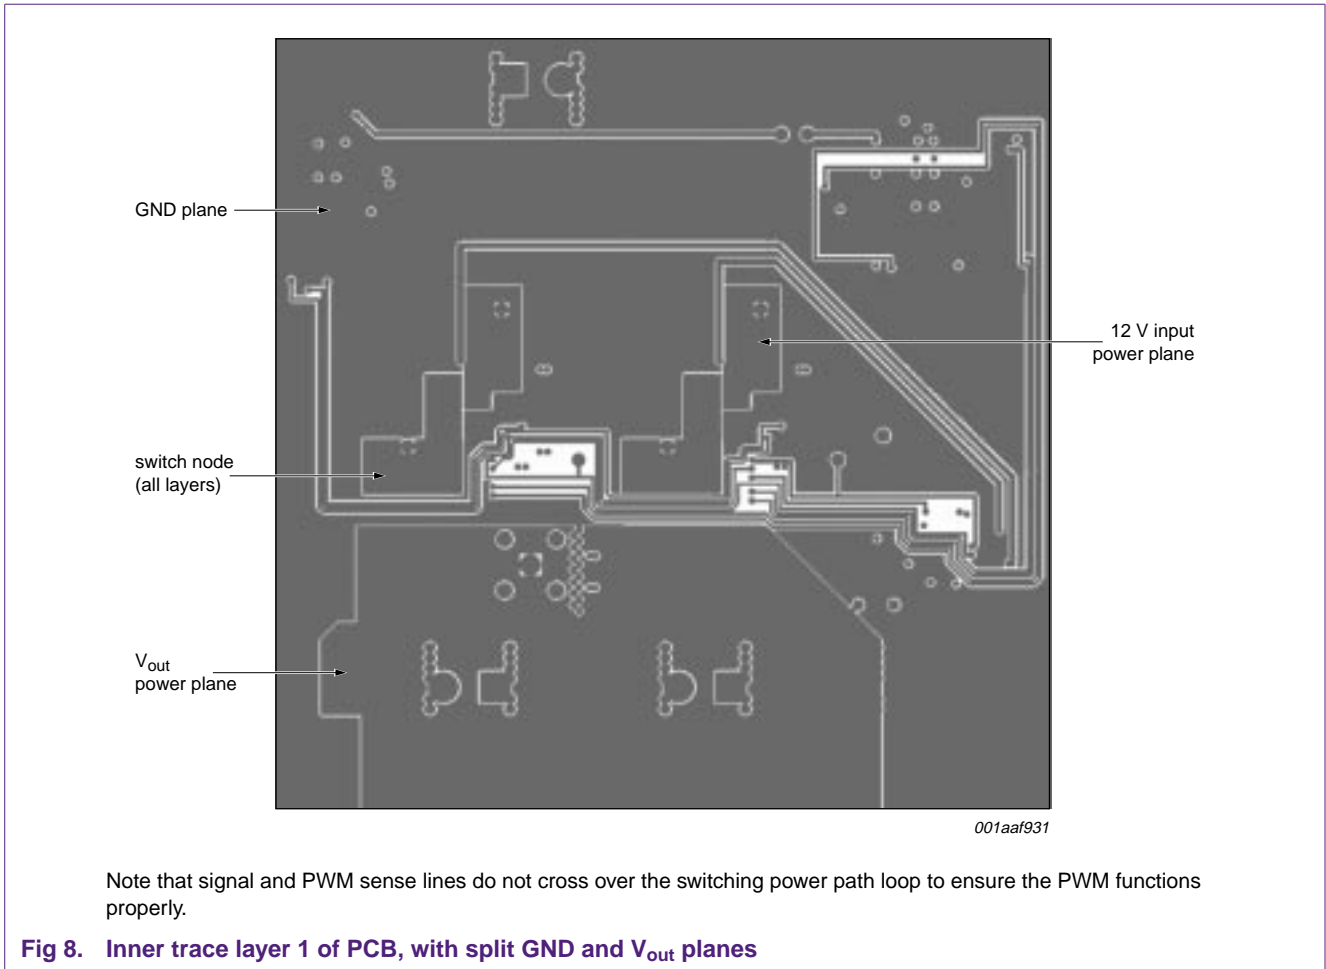 GND plane
12 V input
power plane
switch node
(all layers)
Vout
power plane
001aaf931
Note that signal and PWM sense lines do not cross over the switching power path loop to ensure the PWM functions
properly.
Fig 8. Inner trace layer 1 of PCB, with split GND and Vout planes